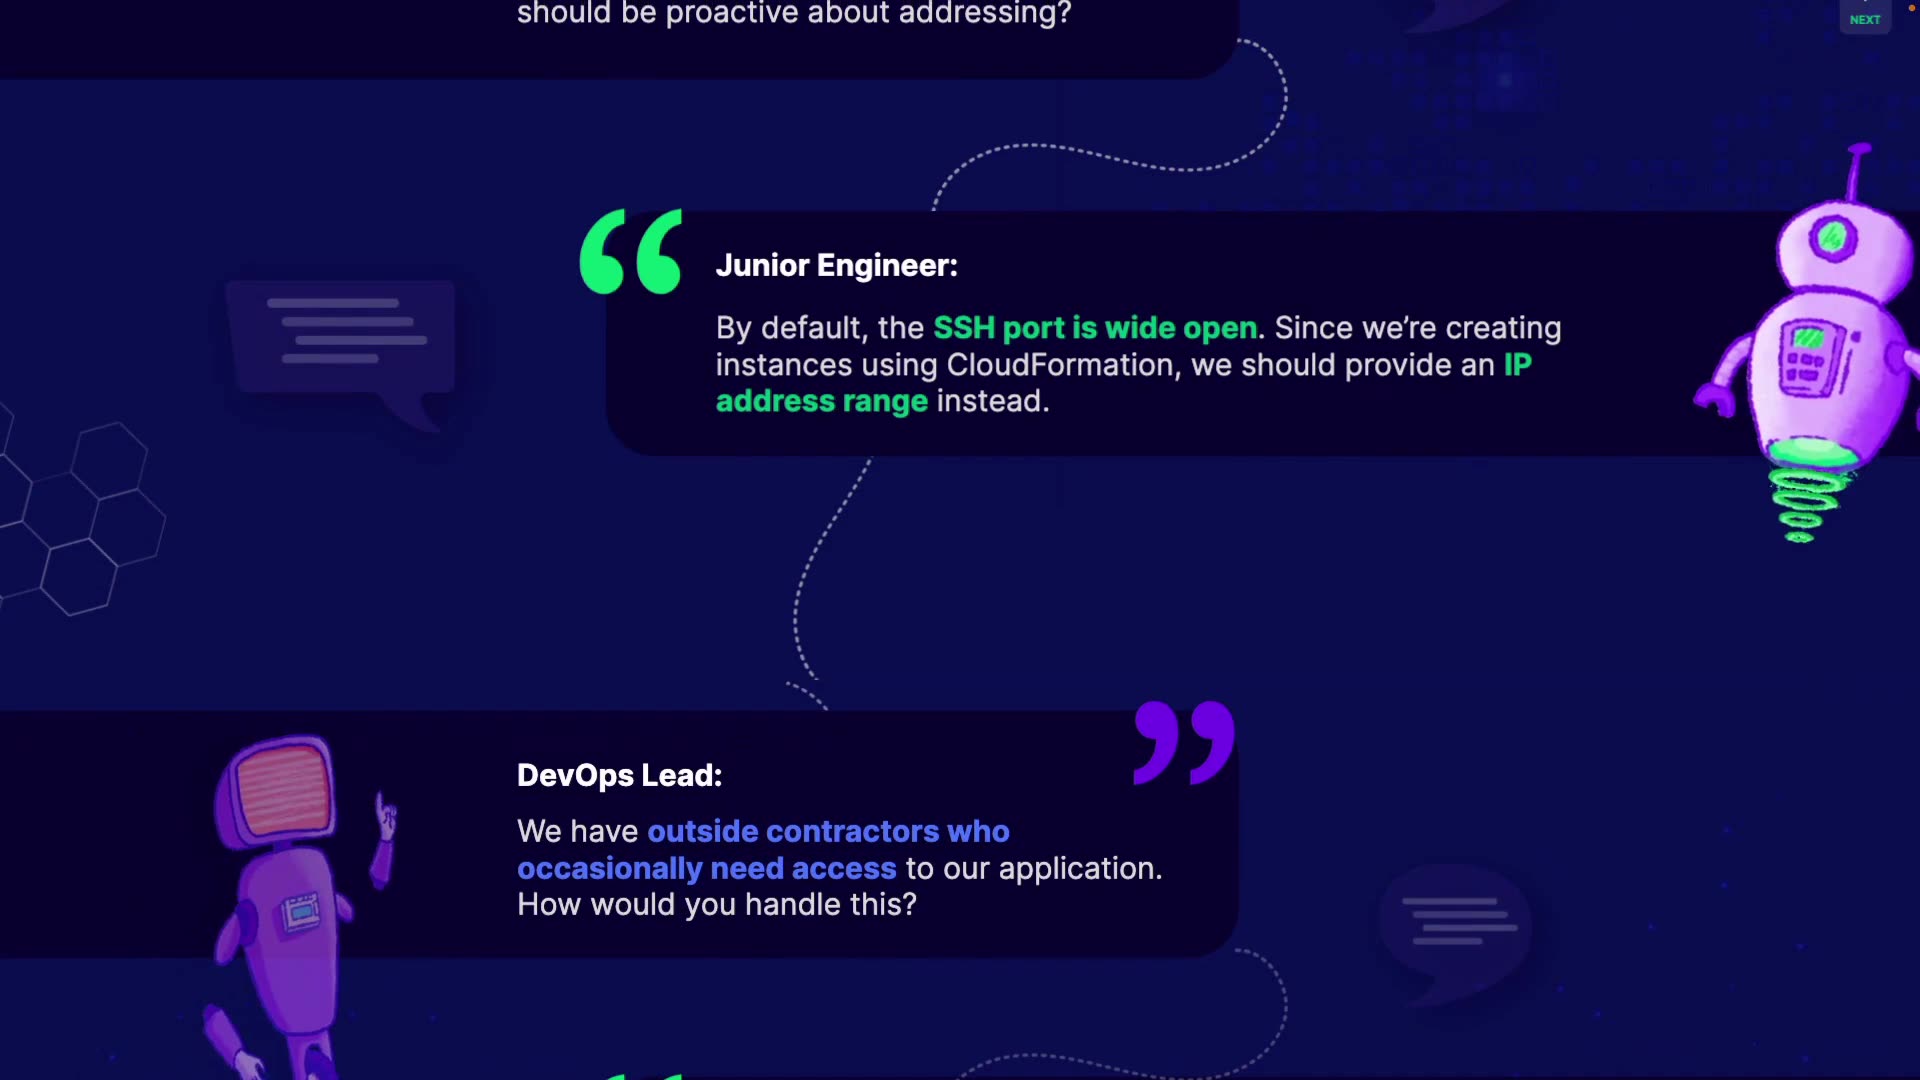 should be proactive about addressing?
NEXT
Junior Engineer:
By default, the SSH port is wide open. Since we’re creating
instances using CloudFormation, we should provide an IP
address range instead.
DevOps Lead:
We have outside contractors who
occasionally need access to our application.
How would you handle this?